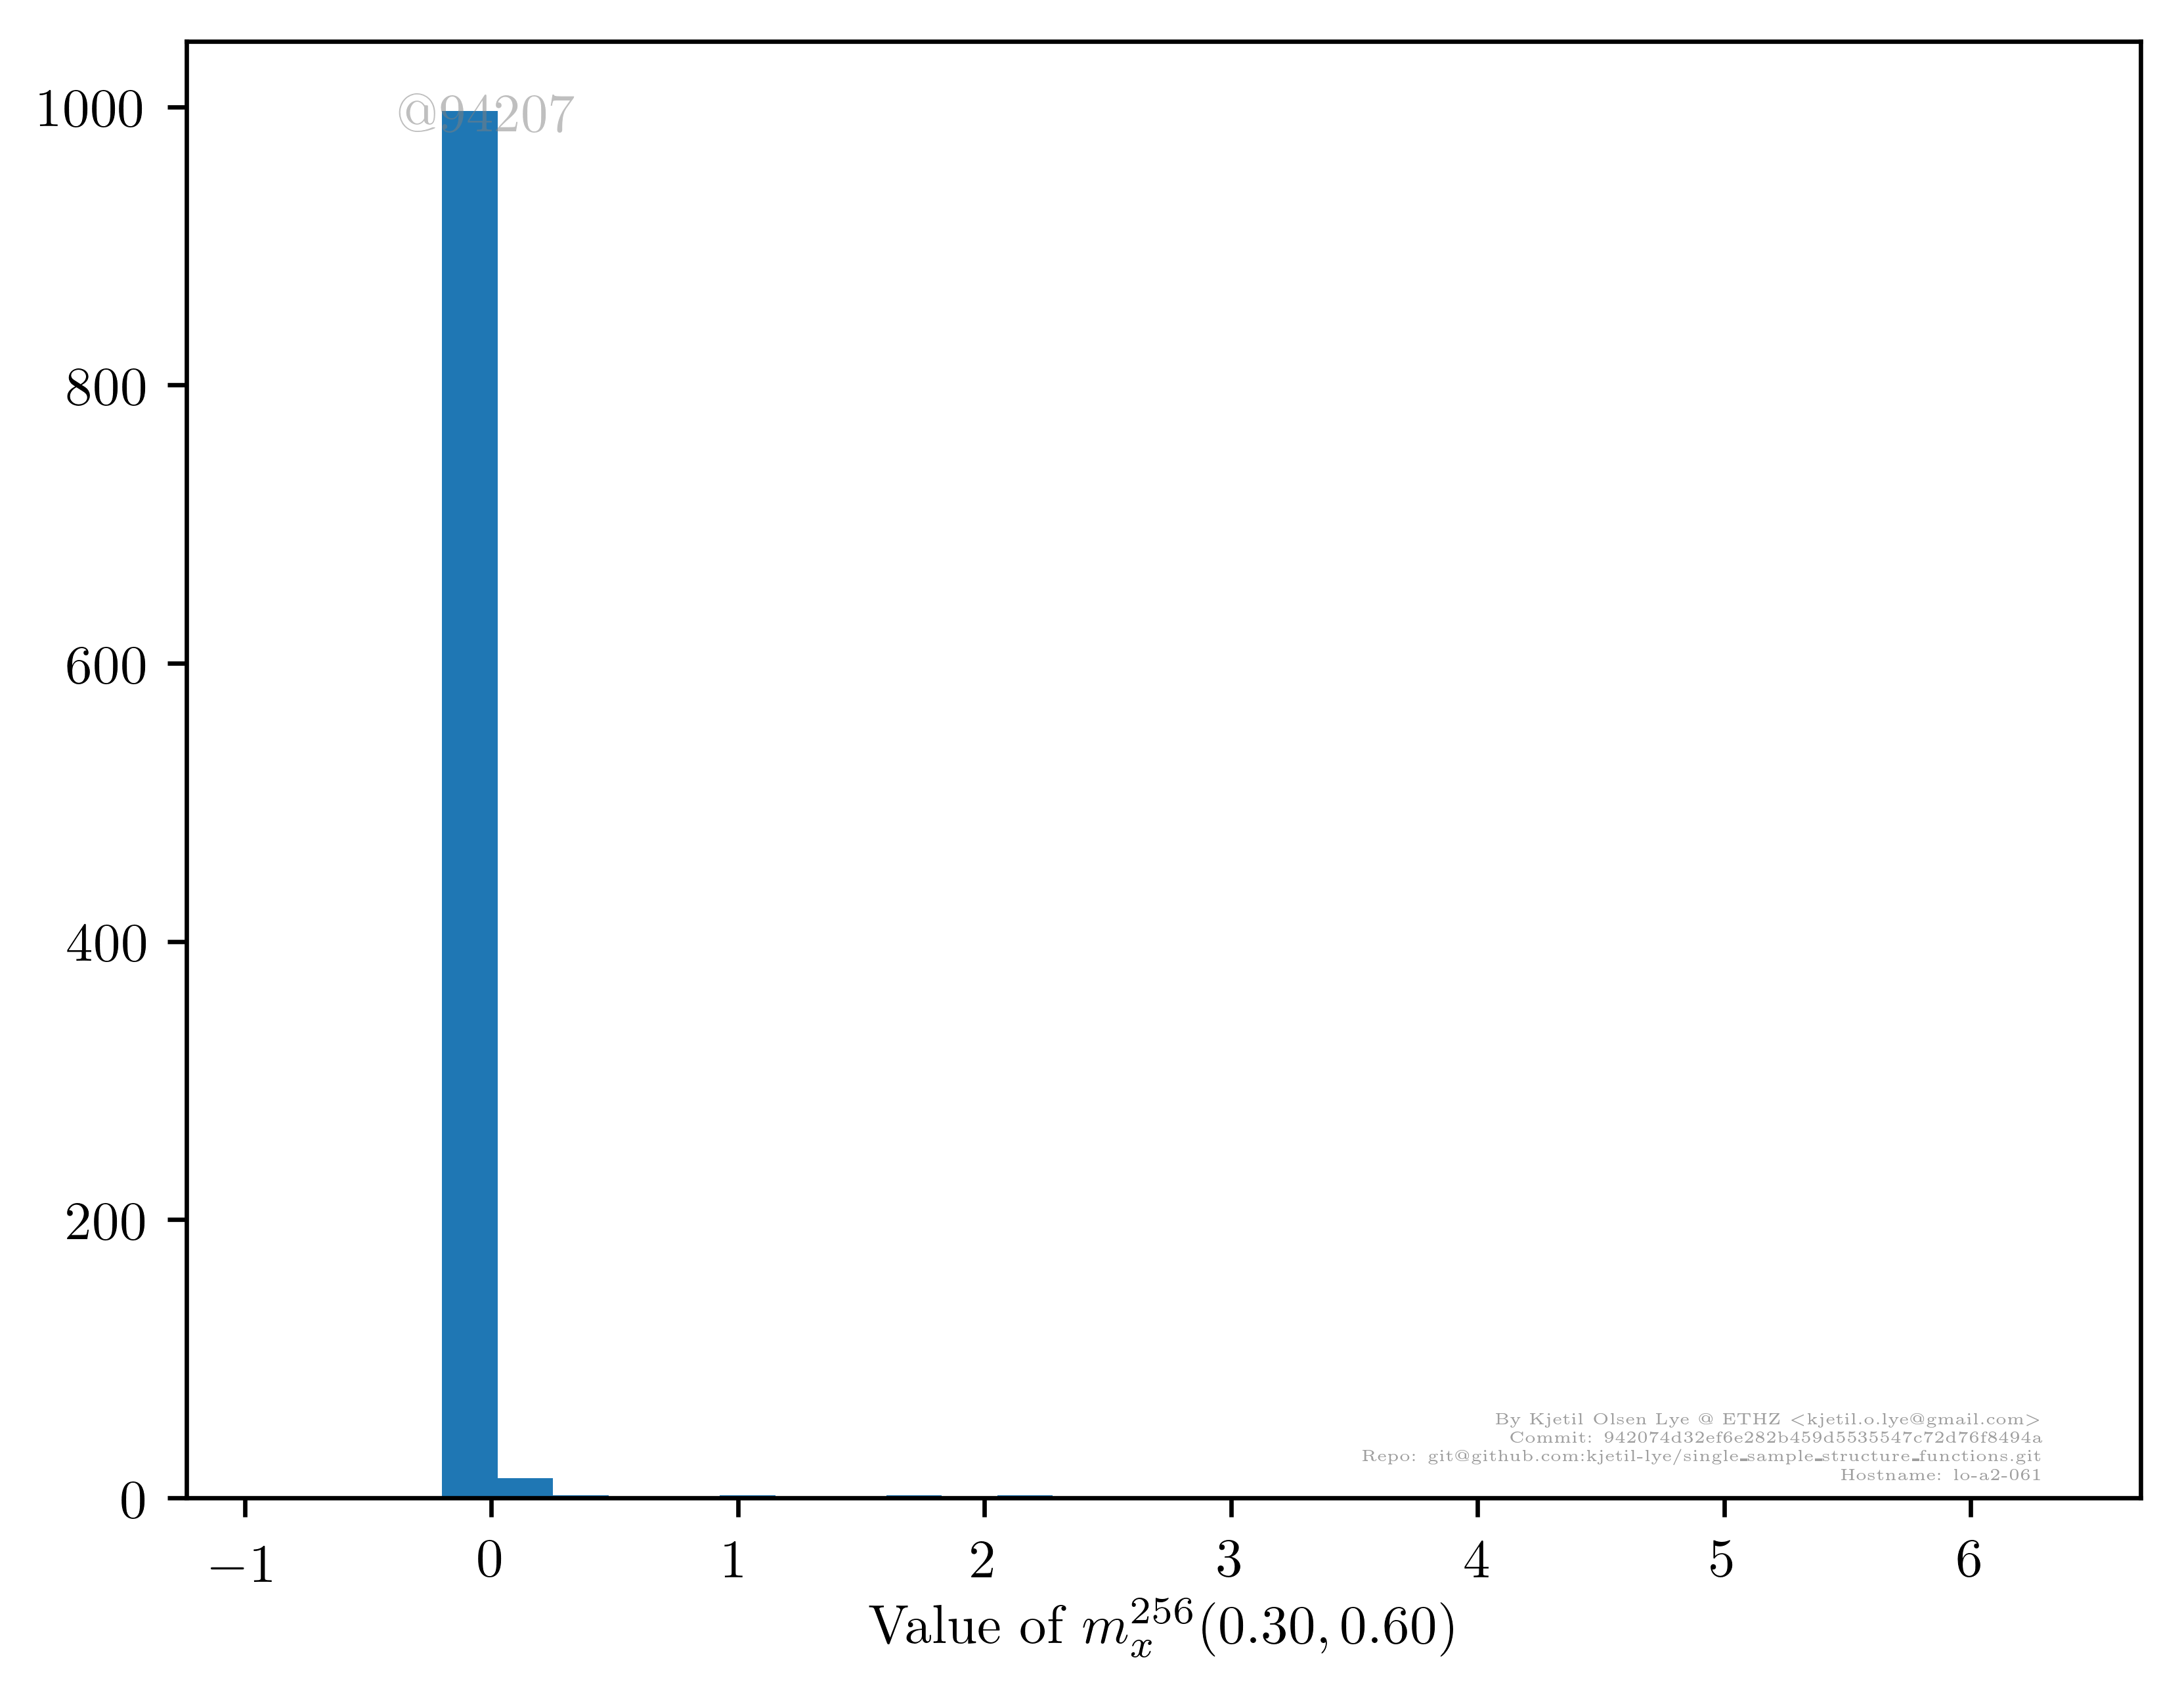 @94207
1000
800
600
400
200
0
By Kjetil Olsen Lye @ ETHZ <kjetil.o.lye@gmail.com>
Commit: 942074d32ef6e282b459d5535547c72d76f8494a
Repo: git@github.com:kjetil-lye/single_sample_structure_functions.git
Hostname: lo-a2-061
−1 0 1 2 3 4 5 6
Value of $m_x^{256}(0.30, 0.60)$